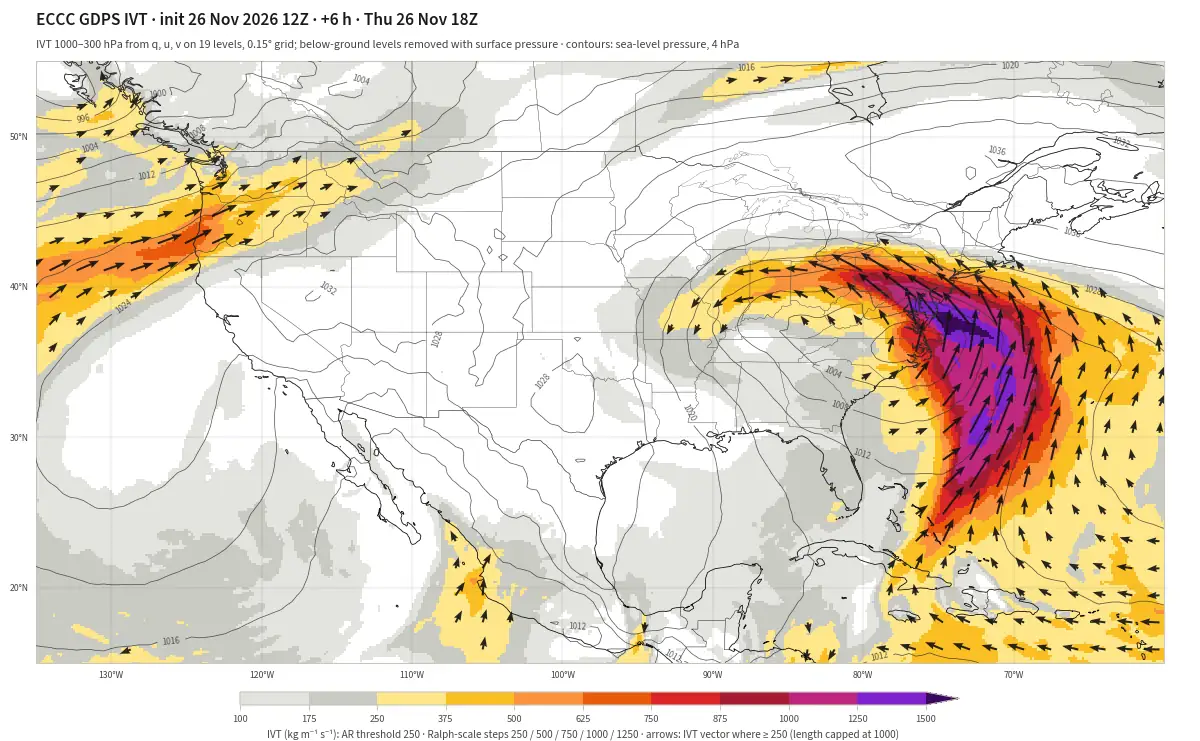 ECCC GDPS IVT · init 26 Nov 2026 12Z · +6 h · Thu 26 Nov 18Z
IVT 1000–300 hPa from q, u, v on 19 levels, 0.15° grid; below-ground levels removed with surface pressure · contours: sea-level pressure, 4 hPa
1016
1020
1004
1000
996
1008
50°N
1004
1032
1036
1012
1036
40°N
1032
1024
1028
1004
1028
1020
30°N
1012
20°N
1012
1016
1012
1012
130°W
120°W
110°W
100°W
90°W
80°W
70°W
100
175
250
375
500
625
750
875
1000
1250
1500
IVT (kg m⁻¹ s⁻¹): AR threshold 250 · Ralph-scale steps 250 / 500 / 750 / 1000 / 1250 · arrows: IVT vector where ≥ 250 (length capped at 1000)